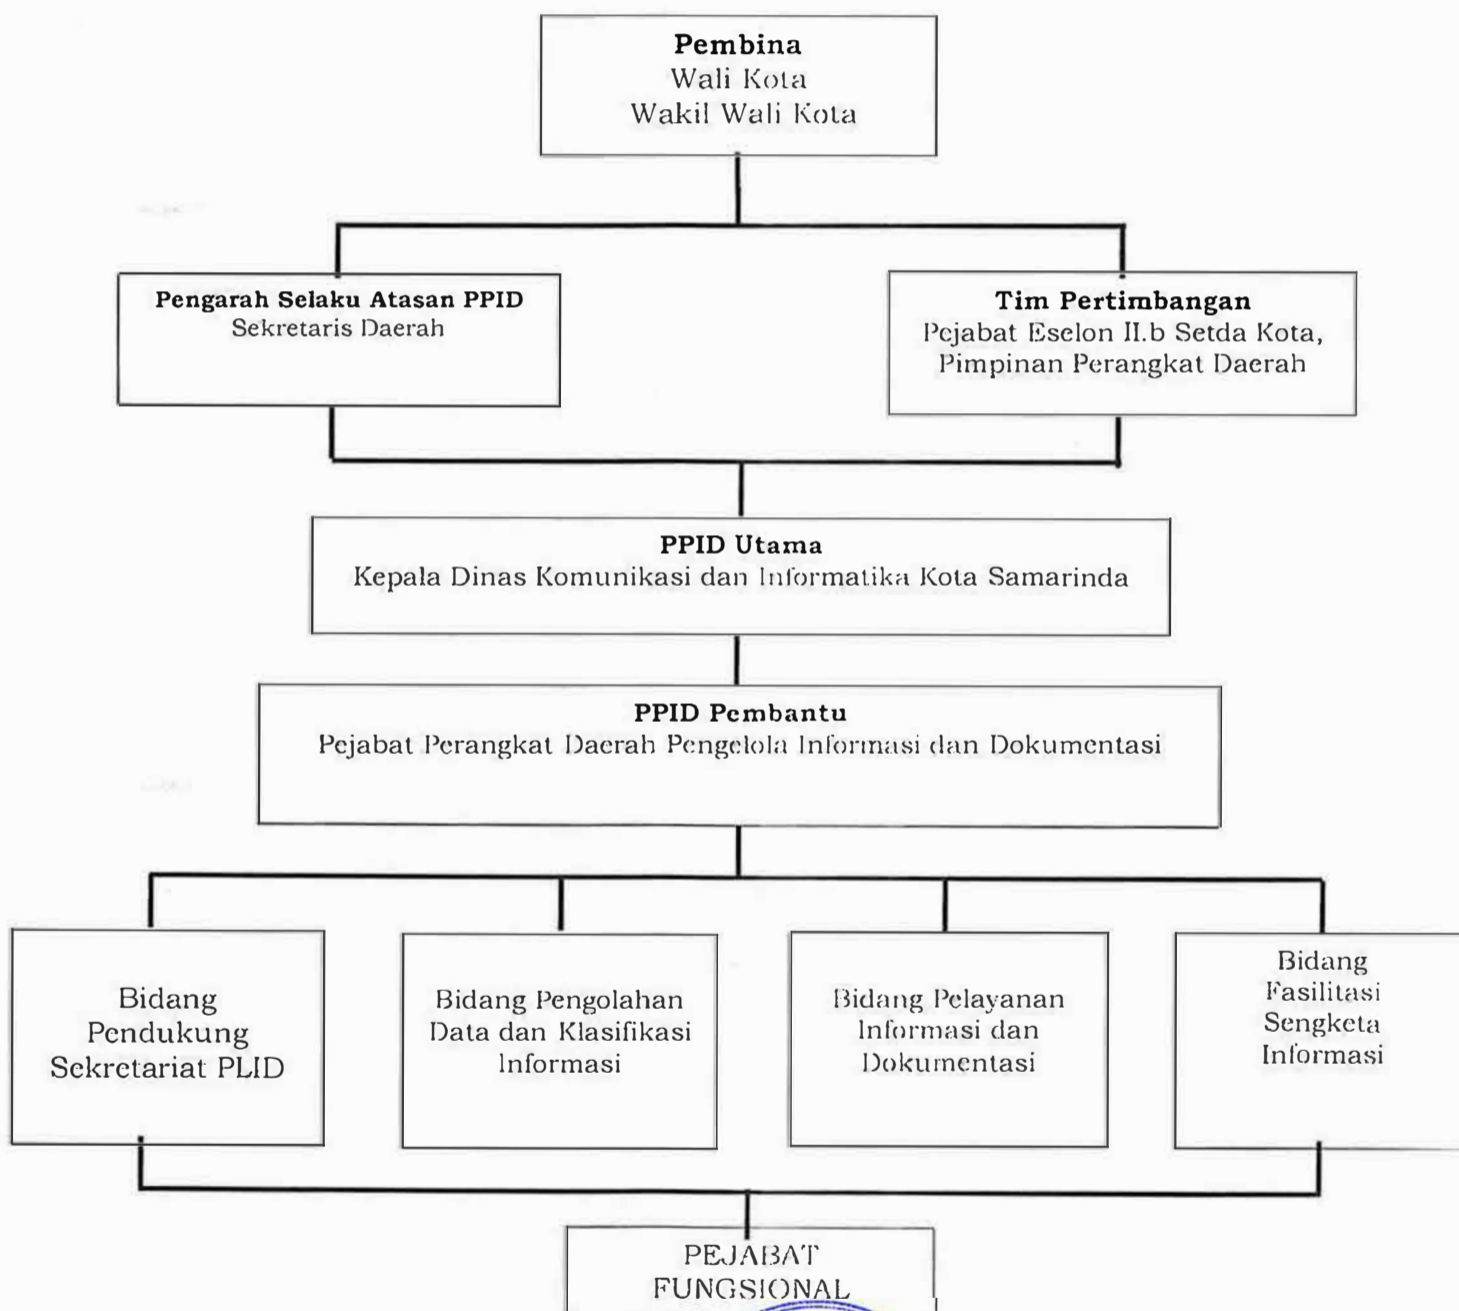 Pembina
Wali Kota
Wakil Wali Kota
Pengarah Selaku Atasan PPID
Sekretaris Daerah
Tim Pertimbangan
Pejabat Eselon II.b Setda Kota,
Pimpinan Perangkat Daerah
PPID Utama
Kepala Dinas Komunikasi dan Informatika Kota Samarinda
PPID Pembantu
Pejabat Perangkat Daerah Pengelola Informasi dan Dokumentasi
Bidang
Pendukung
Sekretariat PLID
Bidang Pengolahan
Data dan Klasifikasi
Informasi
Bidang Pelayanan
Informasi dan
Dokumentasi
Bidang
Fasilitasi
Sengketa
Informasi
PEJABAT
FUNGSIONAL